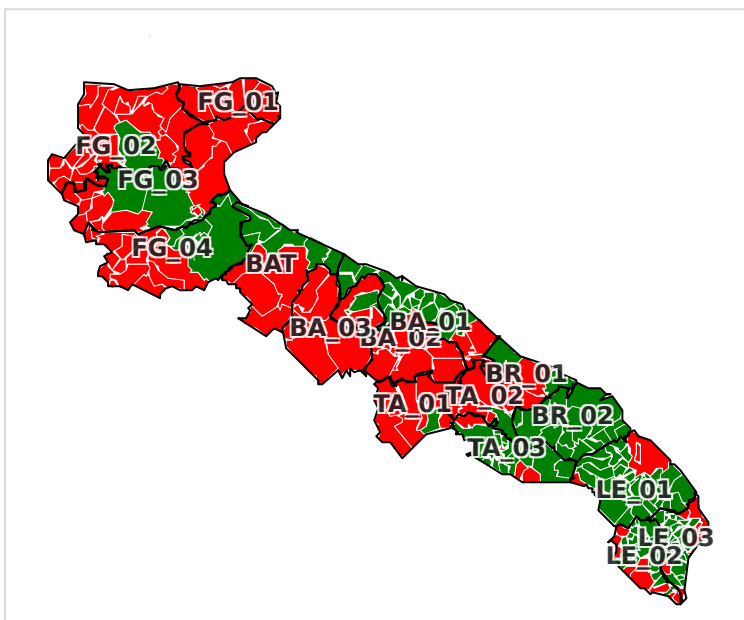 FG_01
FG_02
FG_03
FG_04
BAT
BA_01
BA_03
BA_02
BR_01
TA_02
TA_01
BR_02
TA_03
LE_01
LE_03
LE_02